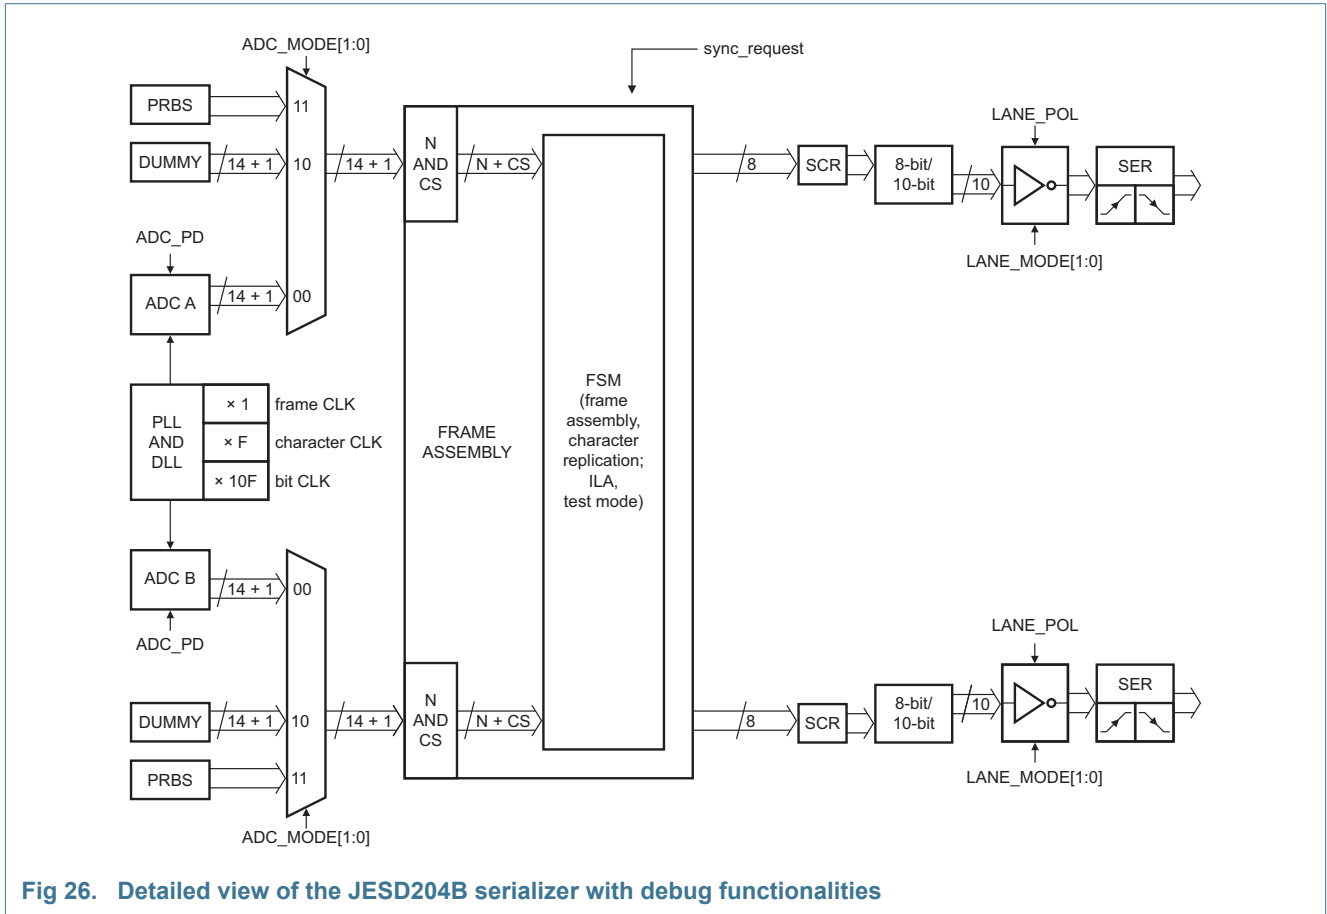 ADC_MODE[1:0]
sync_request
PRBS
11
DUMMY
14 + 1
10
14 + 1
N
AND
CS
N + CS
ADC_PD
ADC A
14 + 1
00
PLL
AND
DLL
× 1
frame CLK
× F
character CLK
× 10F
bit CLK
FRAME
ASSEMBLY
FSM
(frame
assembly,
character
replication;
ILA,
test mode)
8
SCR
8-bit/
10-bit
10
LANE_POL
LANE_MODE[1:0]
SER
ADC B
14 + 1
00
ADC_PD
DUMMY
14 + 1
10
14 + 1
N
AND
CS
N + CS
PRBS
11
ADC_MODE[1:0]
8
SCR
8-bit/
10-bit
10
LANE_POL
LANE_MODE[1:0]
SER
Fig 26. Detailed view of the JESD204B serializer with debug functionalities